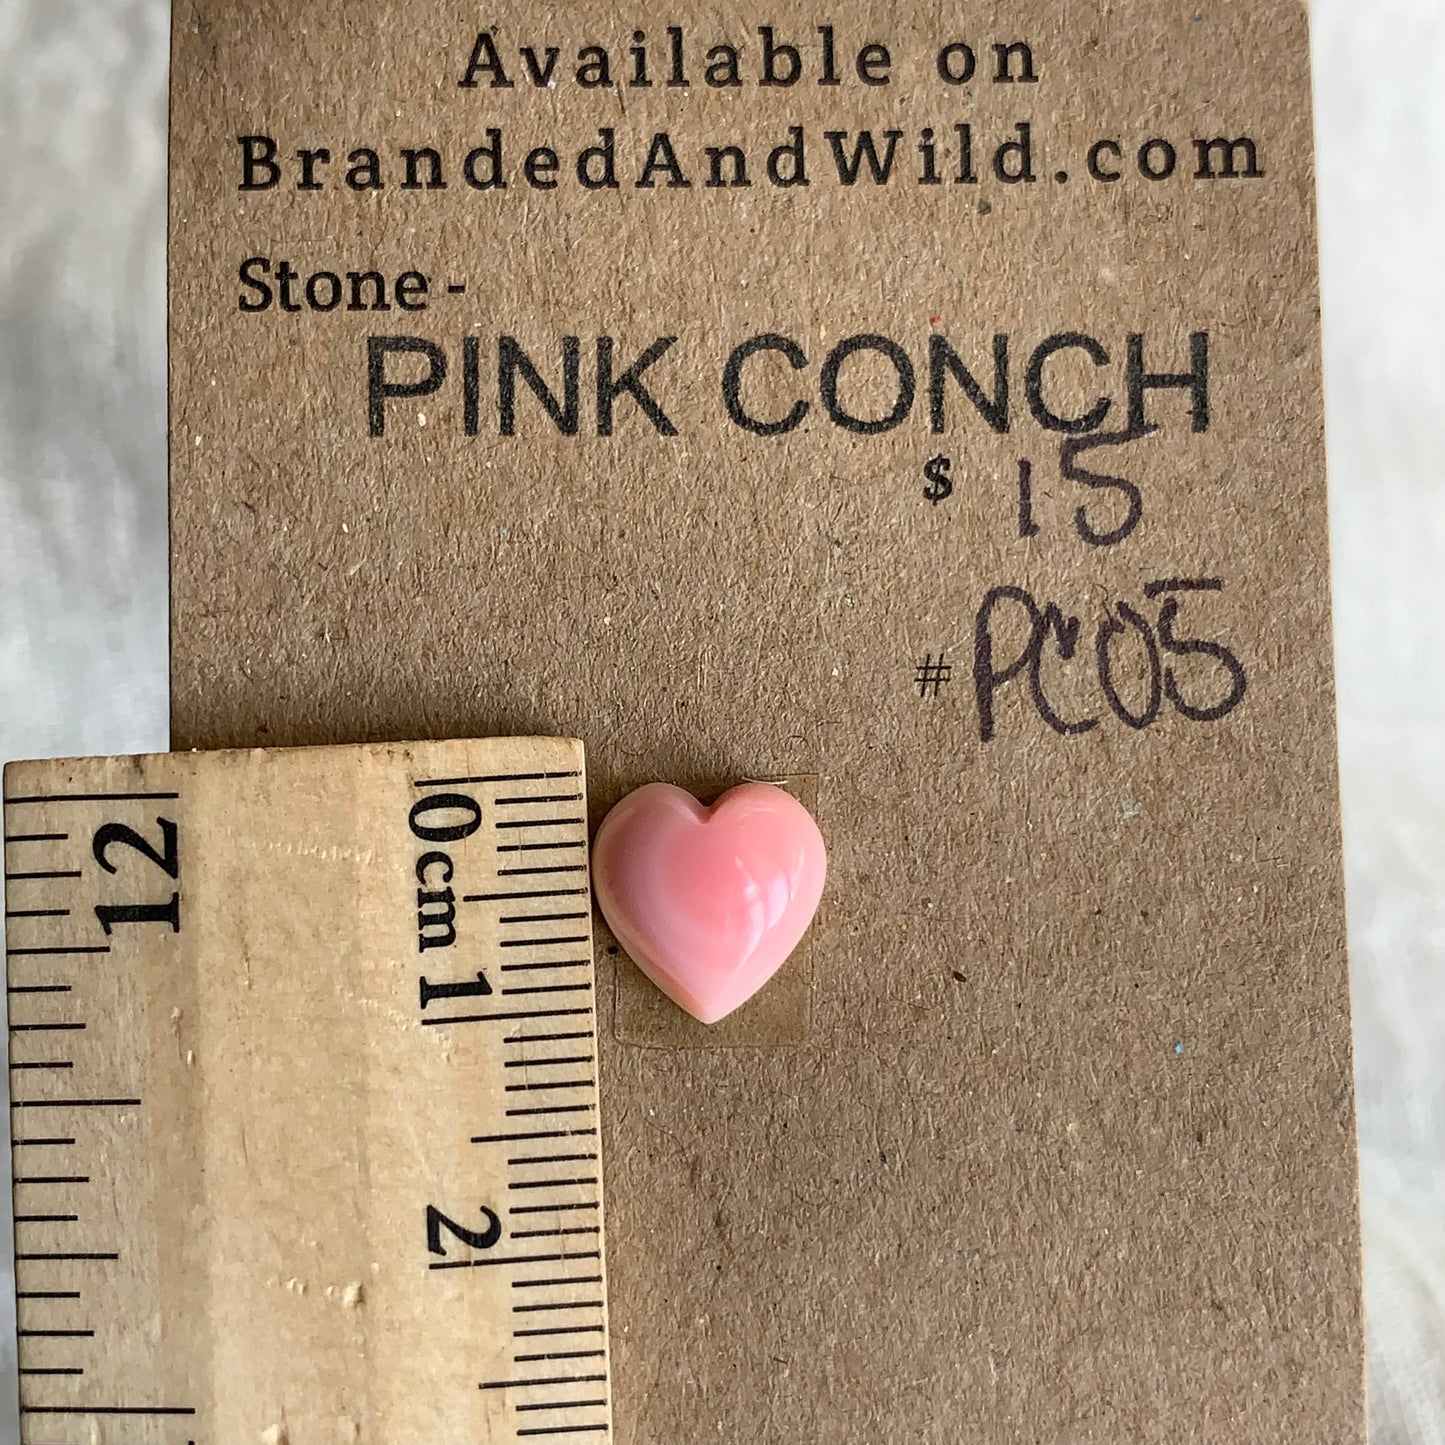 Available on
BrandedAndWild.com
Stone -
PINK CONCH
$ 15
# PC05
12
0cm 1
2